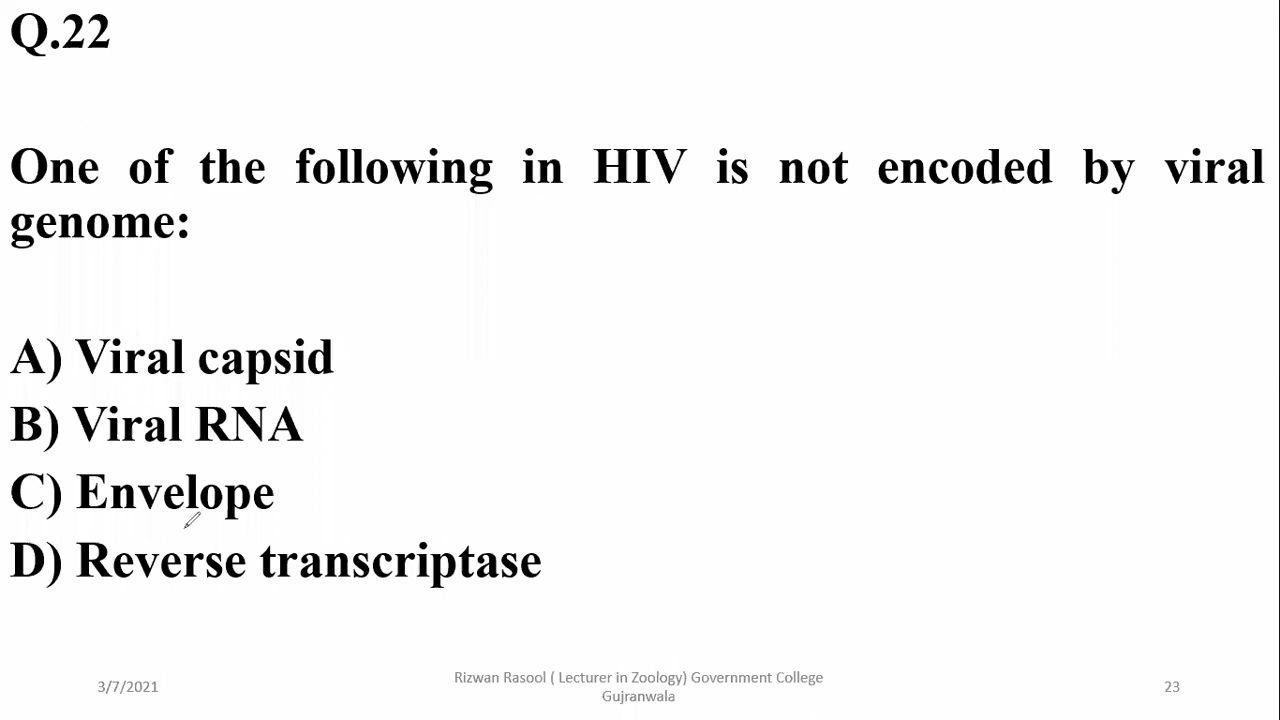 Q.22
One of the following in HIV is not encoded by viral
genome:
A) Viral capsid
B) Viral RNA
C) Envelope
D) Reverse transcriptase
3/7/2021
Rizwan Rasool ( Lecturer in Zoology) Government College
Gujranwala
23